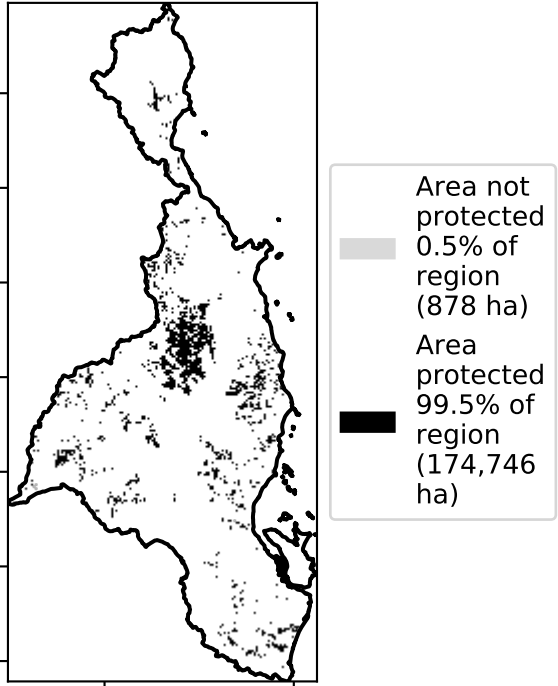 Area not
protected
0.5% of
region
(878 ha)
Area
protected
99.5% of
region
(174,746
ha)